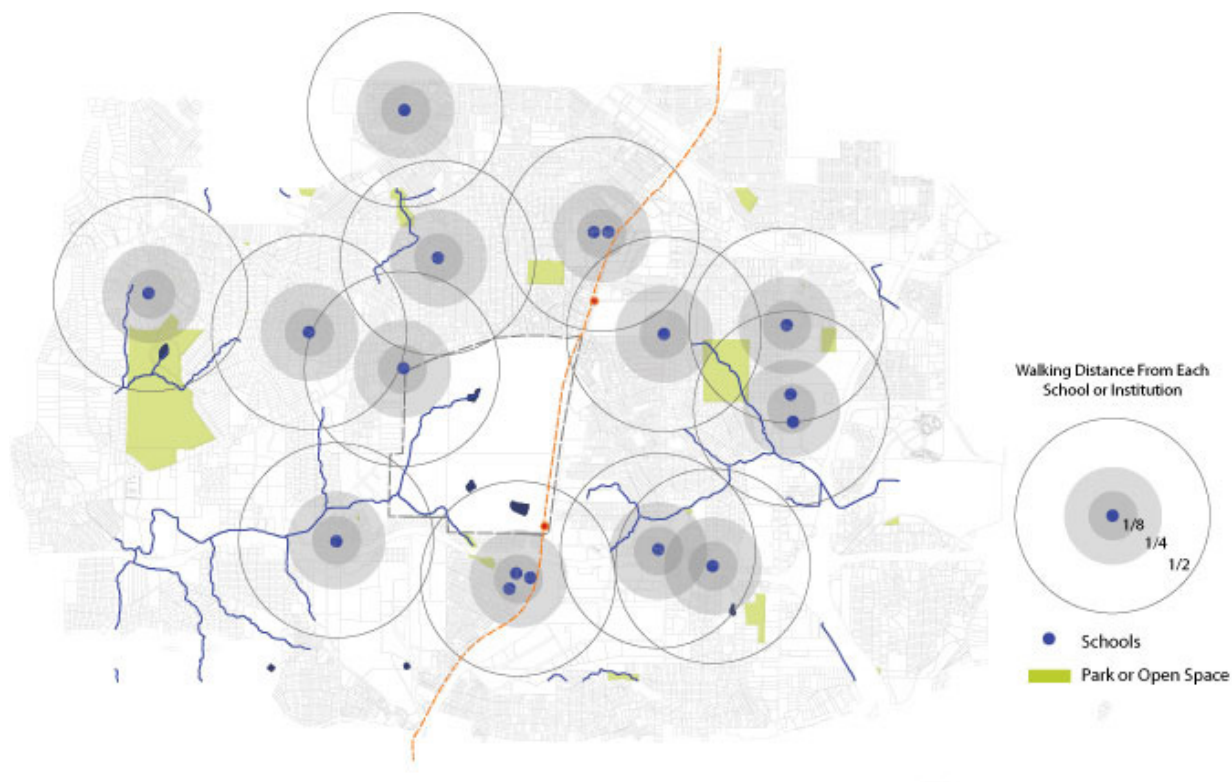 Walking Distance From Each
School or Institution
1/8
1/4
1/2
Schools
Park or Open Space